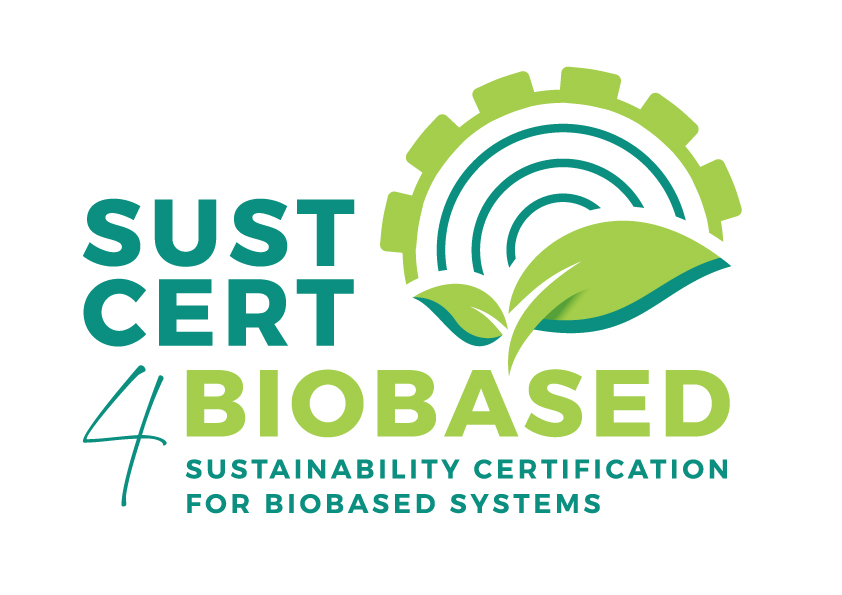 SUST
CERT
4 BIOBASED
SUSTAINABILITY CERTIFICATION
FOR BIOBASED SYSTEMS